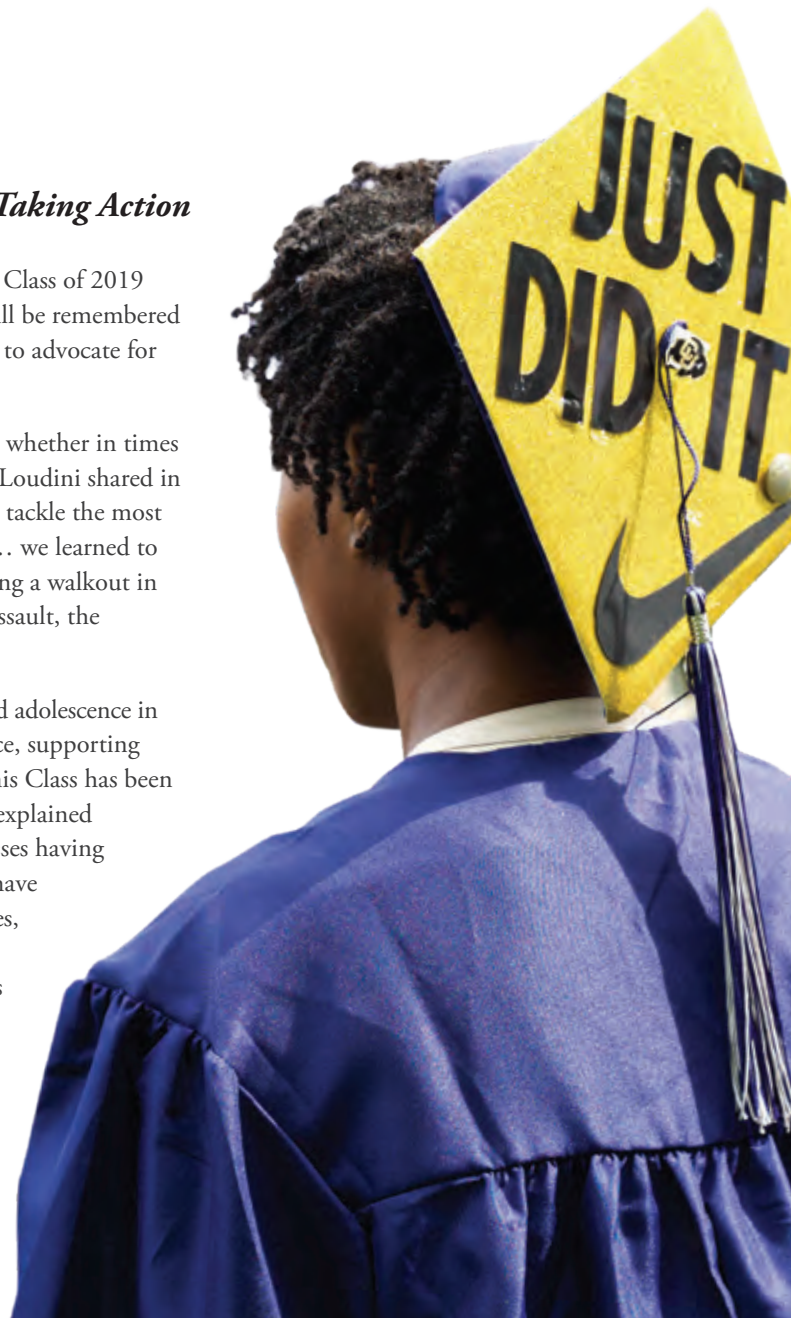 Taking Action
Class of 2019
ll be remembered
to advocate for
whether in times
Loudini shared in
tackle the most
… we learned to
ng a walkout in
ssault, the
d adolescence in
ce, supporting
his Class has been
explained
ses having
have
es,
s
JUST
DID IT